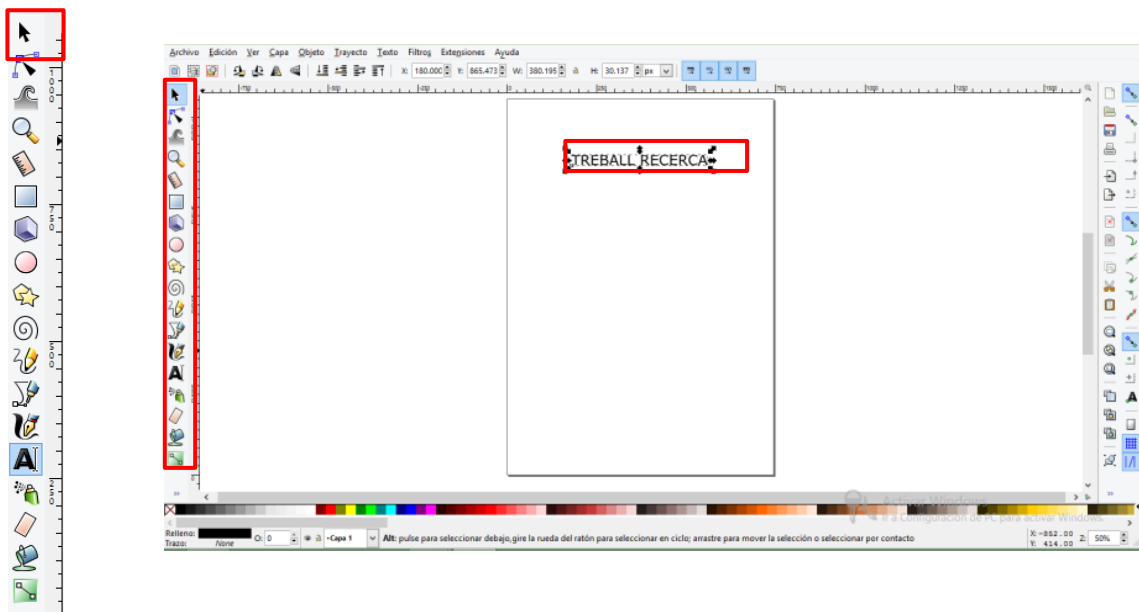 Archivo Edición Ver Capa Objeto Trayecto Texto Filtros Extensiones Ayuda
X: 180.000 Y: 865.473 W: 380.195 H: 30.137 px
TREBALL RECERCA
Activar Windows
Ir a Configuración de PC para activar Windows.
Relleno:
Trazo: None O: 0 -Capa 1 Alt: pulse para seleccionar debajo,gire la rueda del ratón para seleccionar en ciclo; arrastre para mover la selección o seleccionar por contacto X: -852.00 Z: 50%
Y: 414.00